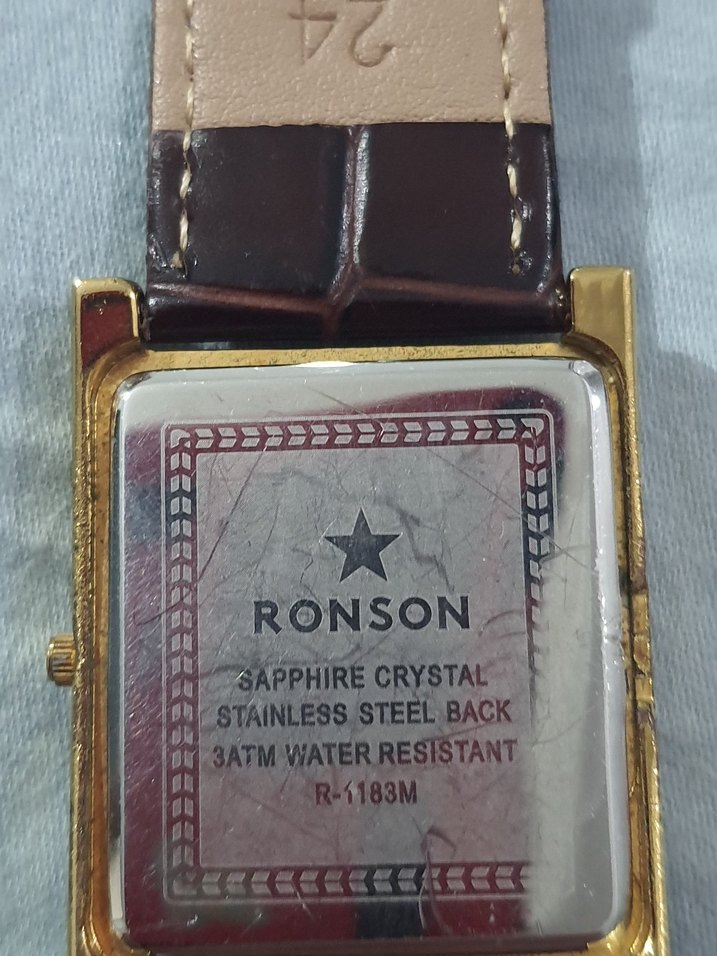 24
RONSON
SAPPHIRE CRYSTAL
STAINLESS STEEL BACK
3ATM WATER RESISTANT
R-1183M